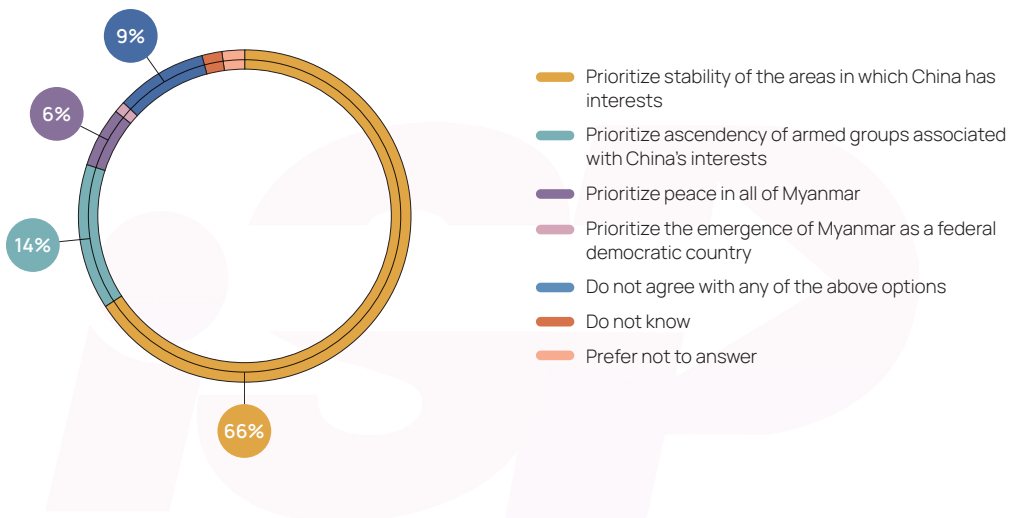 9%
6%
14%
66%
Prioritize stability of the areas in which China has
interests
Prioritize ascendency of armed groups associated
with China's interests
Prioritize peace in all of Myanmar
Prioritize the emergence of Myanmar as a federal
democratic country
Do not agree with any of the above options
Do not know
Prefer not to answer
isp